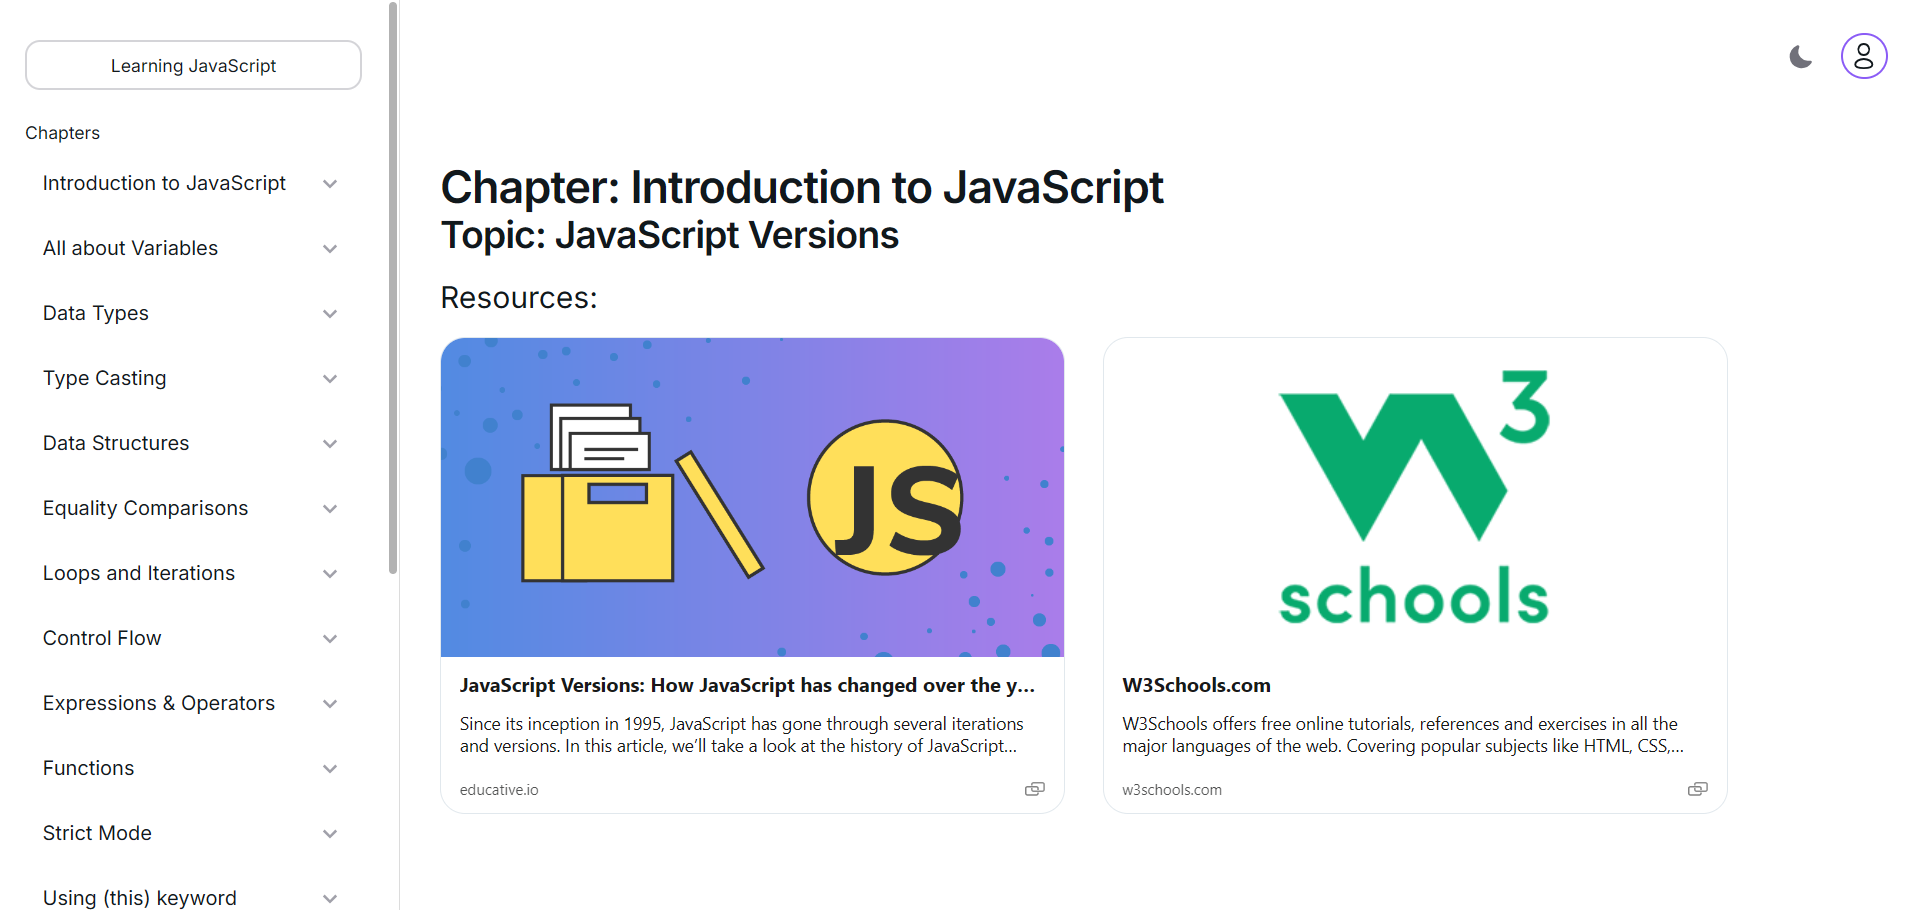 Learning JavaScript
Chapters
Introduction to JavaScript
All about Variables
Data Types
Type Casting
Data Structures
Equality Comparisons
Loops and Iterations
Control Flow
Expressions & Operators
Functions
Strict Mode
Using (this) keyword
Chapter: Introduction to JavaScript
Topic: JavaScript Versions
Resources:
JS
JavaScript Versions: How JavaScript has changed over the y...
Since its inception in 1995, JavaScript has gone through several iterations
and versions. In this article, we’ll take a look at the history of JavaScript...
educative.io
W3
schools
W3Schools.com
W3Schools offers free online tutorials, references and exercises in all the
major languages of the web. Covering popular subjects like HTML, CSS,...
w3schools.com